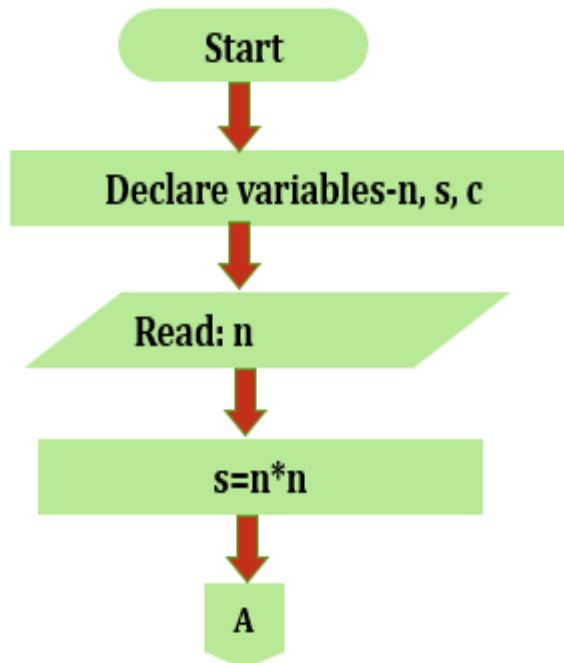 Start
Declare variables-n, s, c
Read: n
s=n*n
A